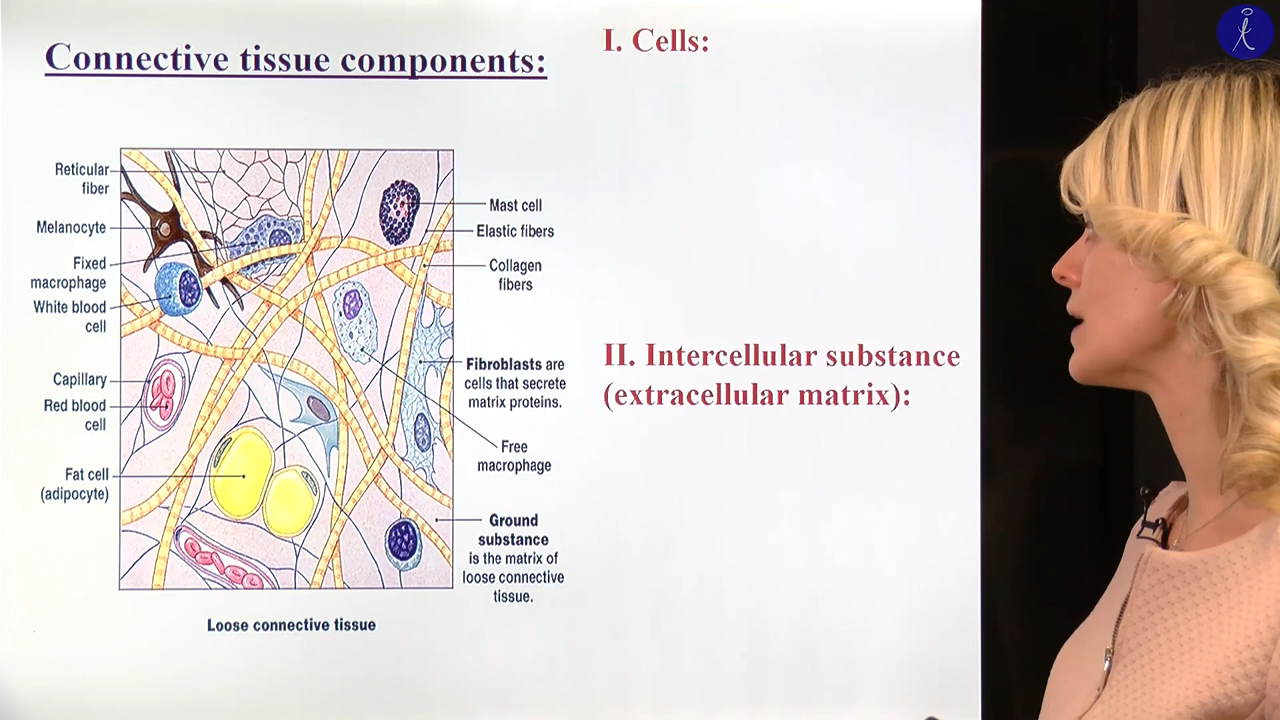 Connective tissue components:
I. Cells:
Reticular
fiber
Melanocyte
Fixed
macrophage
White blood
cell
Capillary
Red blood
cell
Fat cell
(adipocyte)
Mast cell
Elastic fibers
Collagen
fibers
Fibroblasts are
cells that secrete
matrix proteins.
Free
macrophage
Ground
substance
is the matrix of
loose connective
tissue.
Loose connective tissue
II. Intercellular substance
(extracellular matrix):